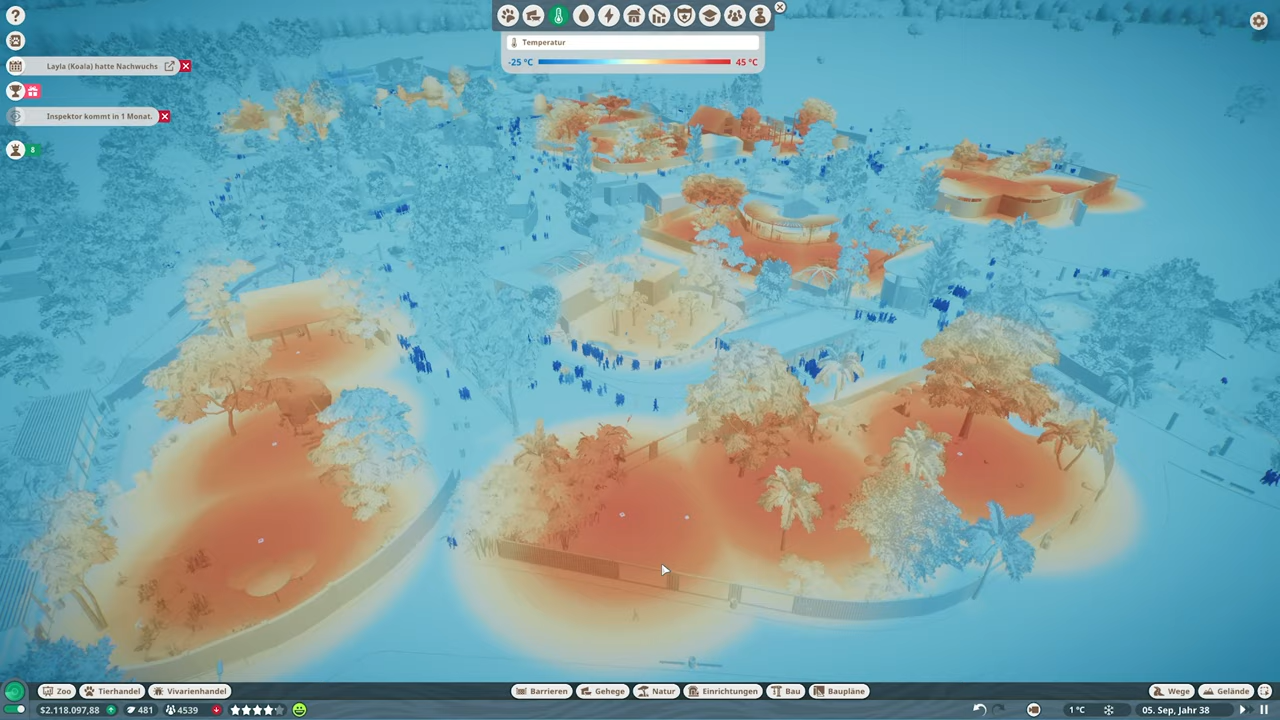 Temperatur
-25 °C 45 °C
Layla (Koala) hatte Nachwuchs
Inspektor kommt in 1 Monat.
8
Zoo Tierhandel Vivarienhandel Barrieren Gehege Natur Einrichtungen Bau Baupläne Wege Gelände
$2.118.097,88 481 4539 1 °C 05. Sep, Jahr 38